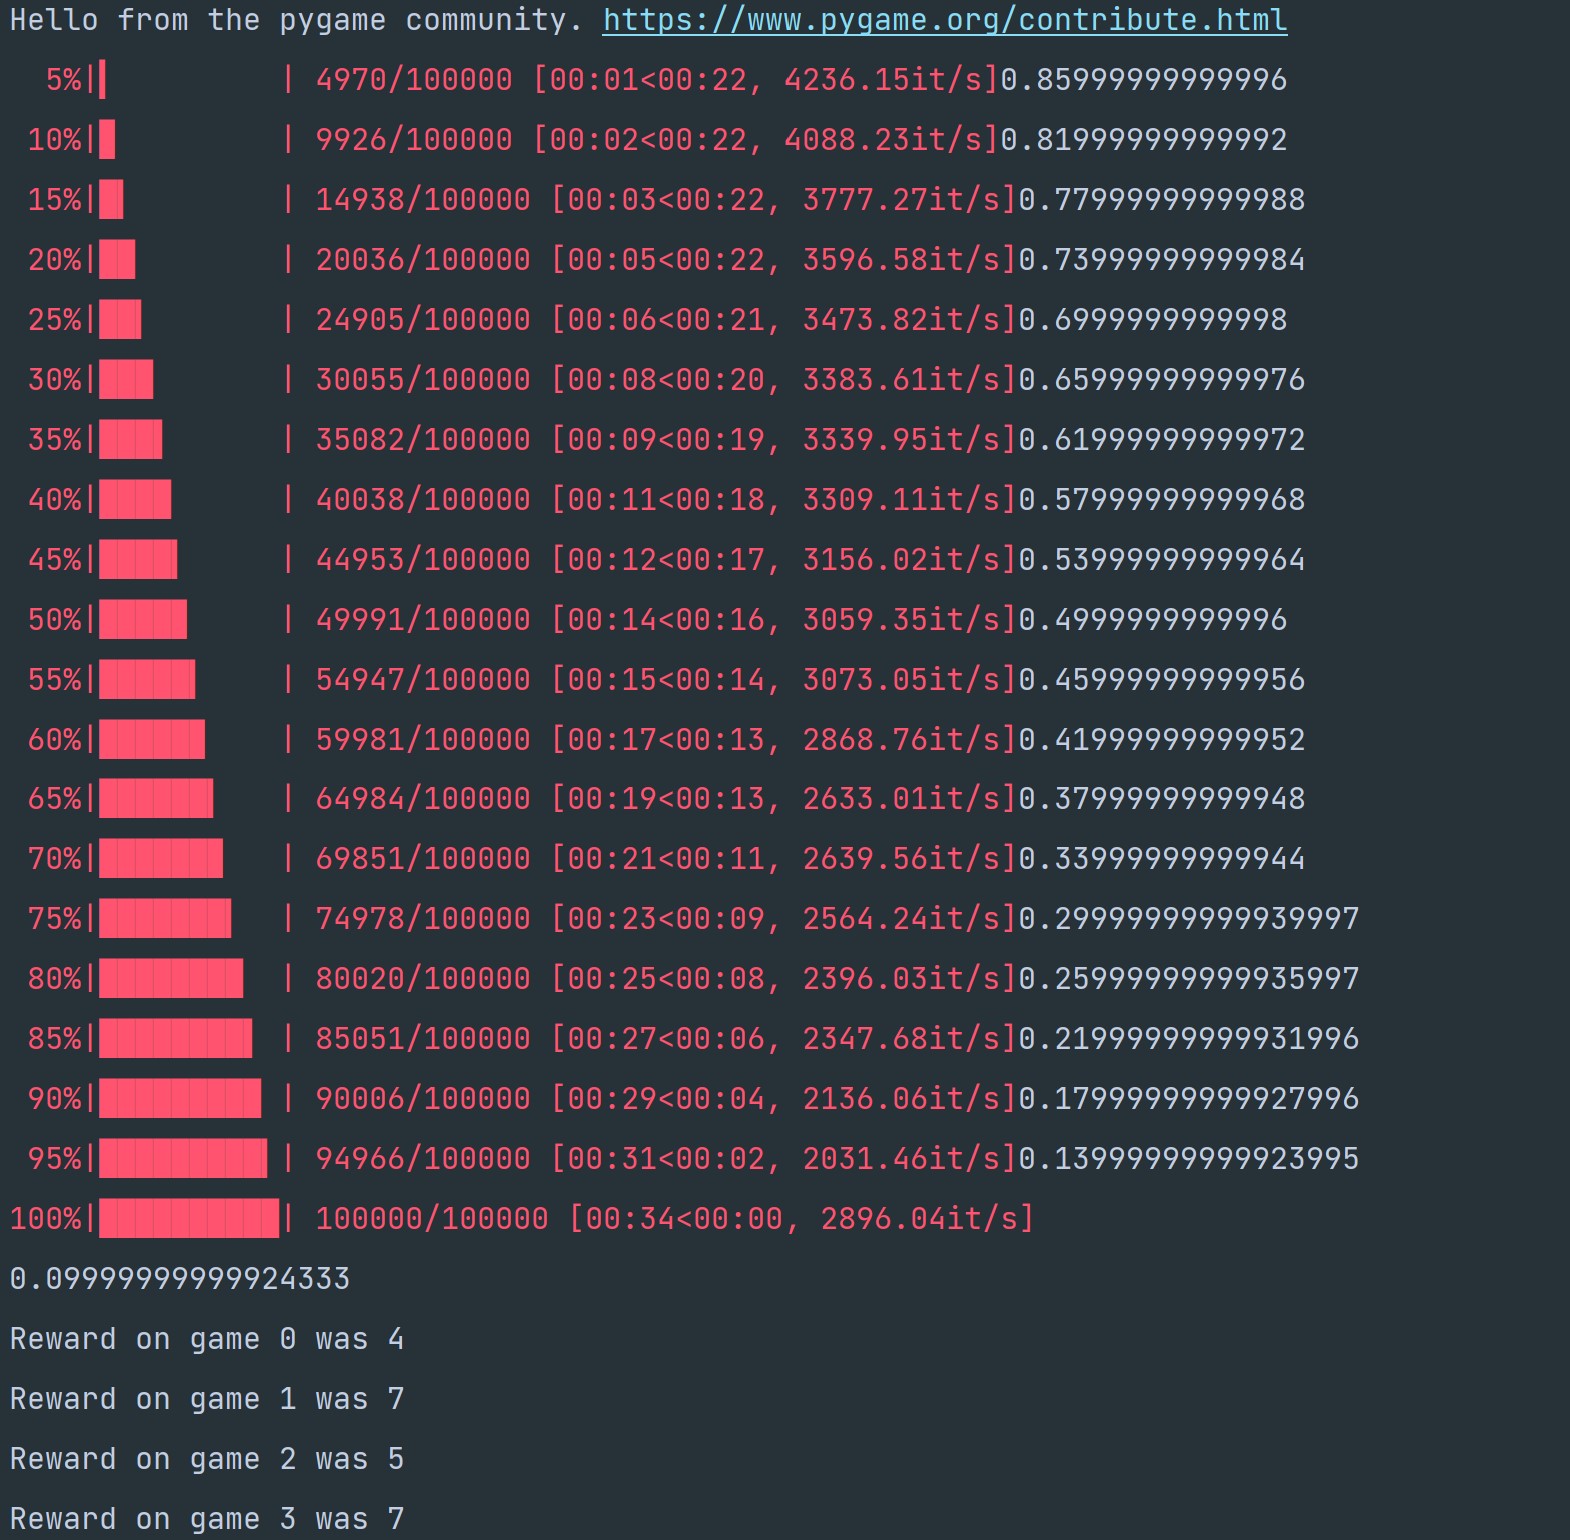 Hello from the pygame community. https://www.pygame.org/contribute.html
5%| | 4970/100000 [00:01<00:22, 4236.15it/s]0.85999999999996
10%| | 9926/100000 [00:02<00:22, 4088.23it/s]0.81999999999992
15%| | 14938/100000 [00:03<00:22, 3777.27it/s]0.77999999999988
20%| | 20036/100000 [00:05<00:22, 3596.58it/s]0.73999999999984
25%| | 24905/100000 [00:06<00:21, 3473.82it/s]0.6999999999998
30%| | 30055/100000 [00:08<00:20, 3383.61it/s]0.65999999999976
35%| | 35082/100000 [00:09<00:19, 3339.95it/s]0.61999999999972
40%| | 40038/100000 [00:11<00:18, 3309.11it/s]0.57999999999968
45%| | 44953/100000 [00:12<00:17, 3156.02it/s]0.53999999999964
50%| | 49991/100000 [00:14<00:16, 3059.35it/s]0.4999999999996
55%| | 54947/100000 [00:15<00:14, 3073.05it/s]0.45999999999956
60%| | 59981/100000 [00:17<00:13, 2868.76it/s]0.41999999999952
65%| | 64984/100000 [00:19<00:13, 2633.01it/s]0.37999999999948
70%| | 69851/100000 [00:21<00:11, 2639.56it/s]0.33999999999944
75%| | 74978/100000 [00:23<00:09, 2564.24it/s]0.29999999999939997
80%| | 80020/100000 [00:25<00:08, 2396.03it/s]0.25999999999935997
85%| | 85051/100000 [00:27<00:06, 2347.68it/s]0.21999999999931996
90%| | 90006/100000 [00:29<00:04, 2136.06it/s]0.17999999999927996
95%| | 94966/100000 [00:31<00:02, 2031.46it/s]0.13999999999923995
100%| | 100000/100000 [00:34<00:00, 2896.04it/s]
0.09999999999924333
Reward on game 0 was 4
Reward on game 1 was 7
Reward on game 2 was 5
Reward on game 3 was 7